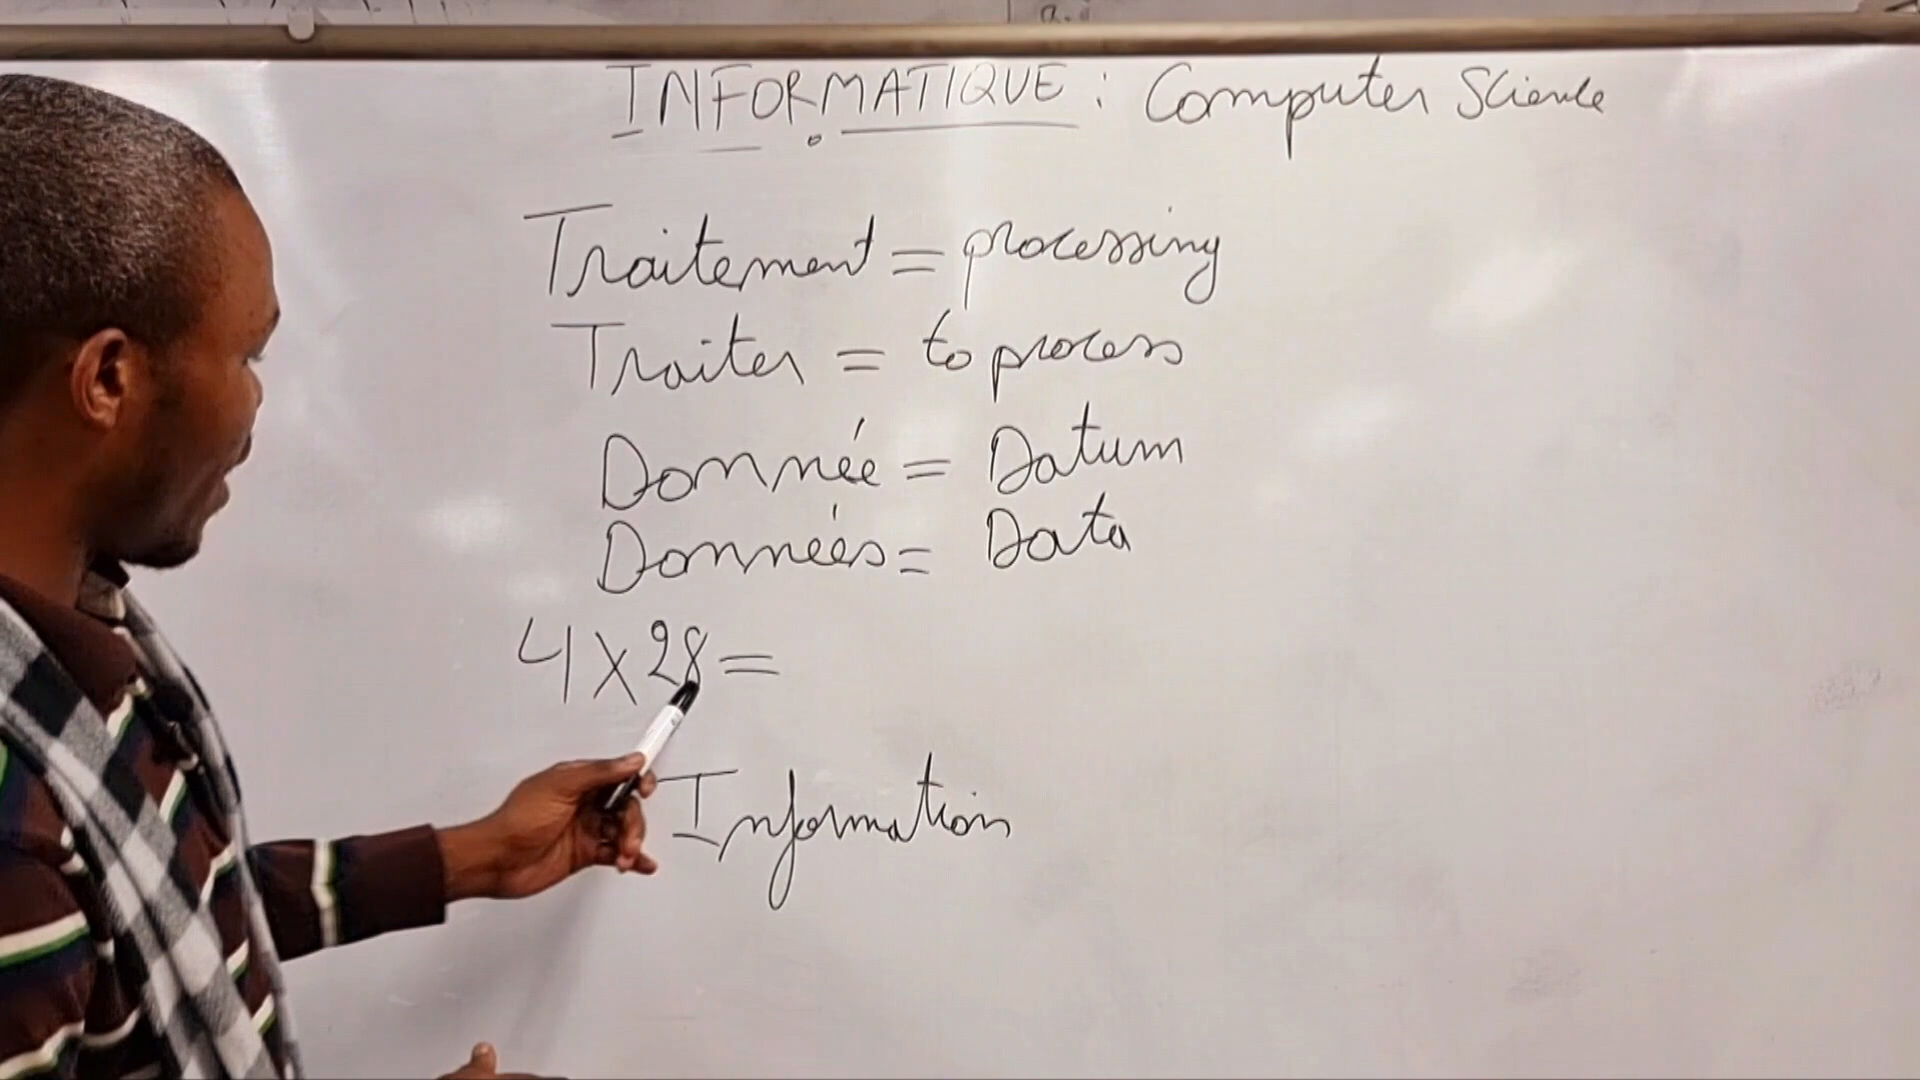 INFORMATIQUE : Computer Science
Traitement = processing
Traiter = to process
Donnée = Datum
Données = Data
4 x 28 =
Information